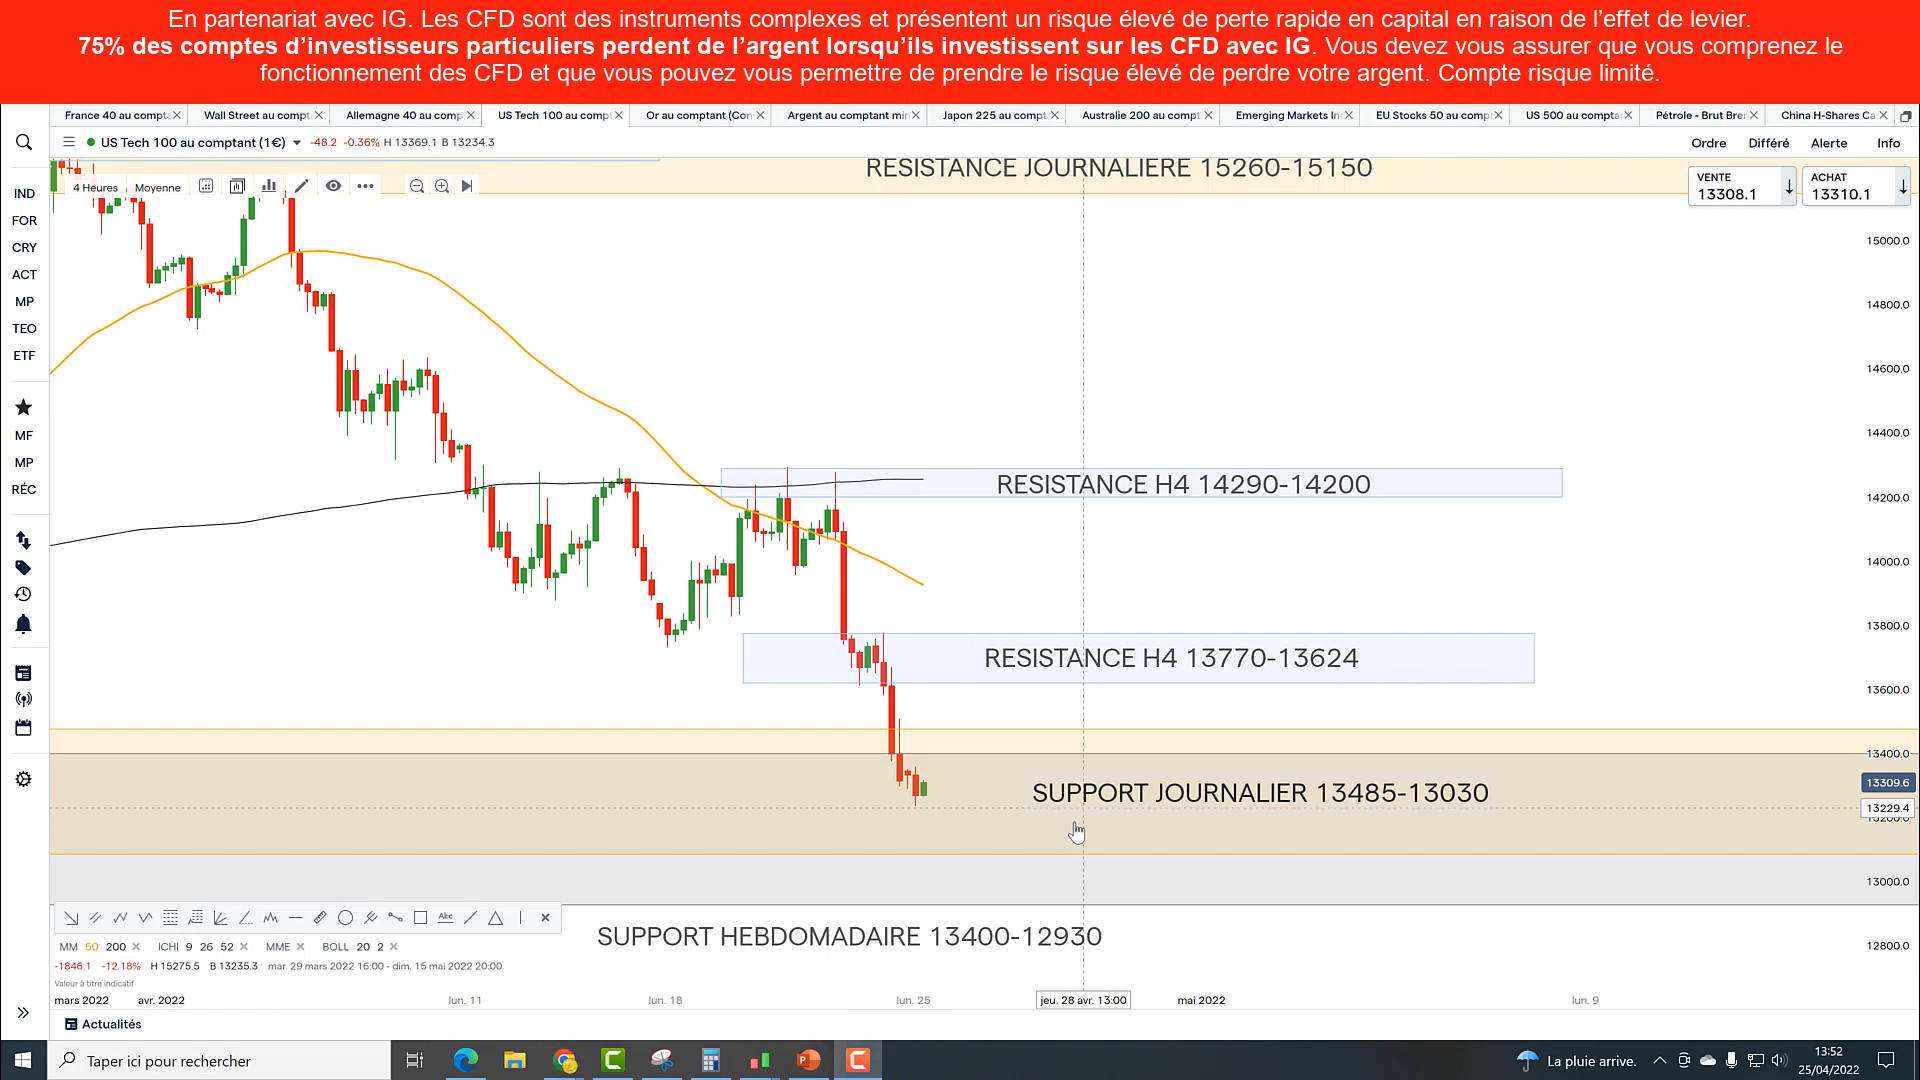 En partenariat avec IG. Les CFD sont des instruments complexes et présentent un risque élevé de perte rapide en capital en raison de l’effet de levier.
75% des comptes d’investisseurs particuliers perdent de l’argent lorsqu’ils investissent sur les CFD avec IG. Vous devez vous assurer que vous comprenez le
fonctionnement des CFD et que vous pouvez vous permettre de prendre le risque élevé de perdre votre argent. Compte risque limité.
France 40 au compt
Wall Street au compt
Allemagne 40 au comp
US Tech 100 au compt
Or au comptant (Con
Argent au comptant min
Japon 225 au compt
Australie 200 au compt
Emerging Markets In
EU Stocks 50 au compt
US 500 au compta
Pétrole - Brut Bren
China H-Shares Ca
US Tech 100 au comptant (1€) -48.2 -0.36% H 13369.1 B 13234.3
Ordre Différé Alerte Info
4 Heures Moyenne
RESISTANCE JOURNALIERE 15260-15150
VENTE
13308.1
ACHAT
13310.1
IND
FOR
CRY
ACT
MP
TEO
ETF
MF
MP
RÉC
15000.0
14800.0
14600.0
14400.0
14200.0
14000.0
13800.0
13600.0
13400.0
13309.6
13229.4
13200.0
13000.0
12800.0
RESISTANCE H4 14290-14200
RESISTANCE H4 13770-13624
SUPPORT JOURNALIER 13485-13030
SUPPORT HEBDOMADAIRE 13400-12930
Abc
MM 50 200 ICHI 9 26 52 MME BOLL 20 2
-1846.1 -12.18% H 15275.5 B 13235.3 mar. 29 mars 2022 16:00 - dim. 15 mai 2022 20:00
Valeur à titre indicatif
mars 2022 avr. 2022 lun. 11 lun. 18 lun. 25 jeu. 28 avr. 13:00 mai 2022 lun. 9
Actualités
Taper ici pour rechercher
La pluie arrive.
13:52
25/04/2022